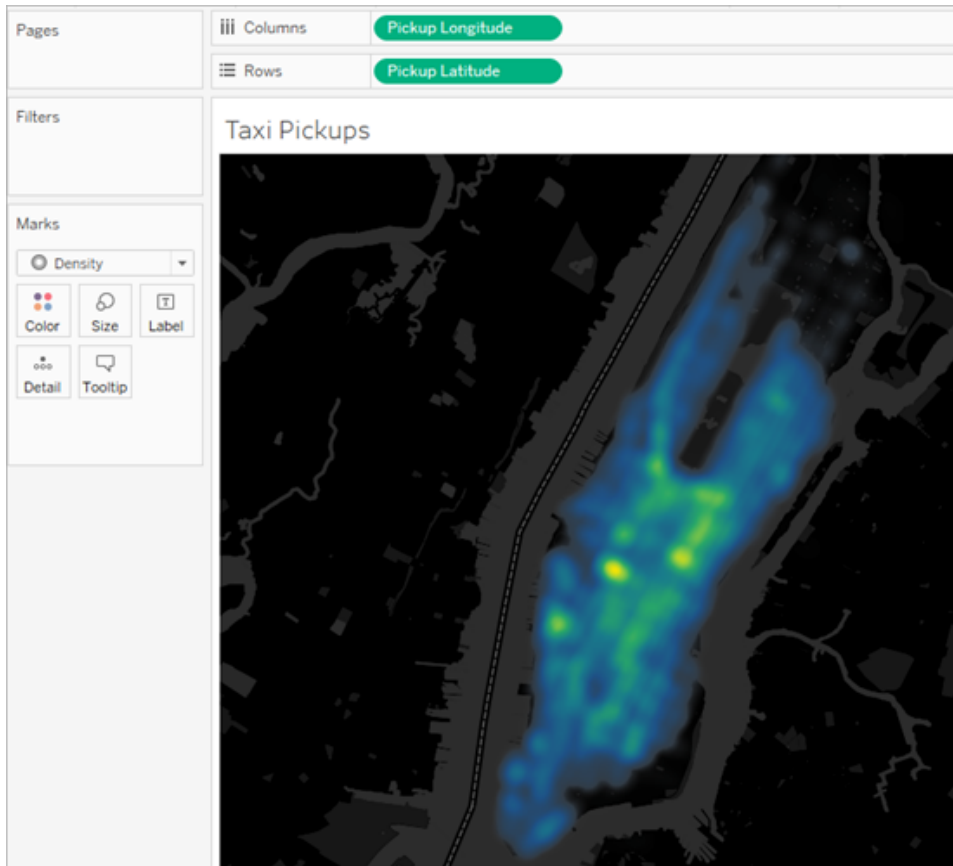 Pages
Columns
Pickup Longitude
Rows
Pickup Latitude
Filters
Taxi Pickups
Marks
Density
Color
Size
T
Label
Detail
Tooltip